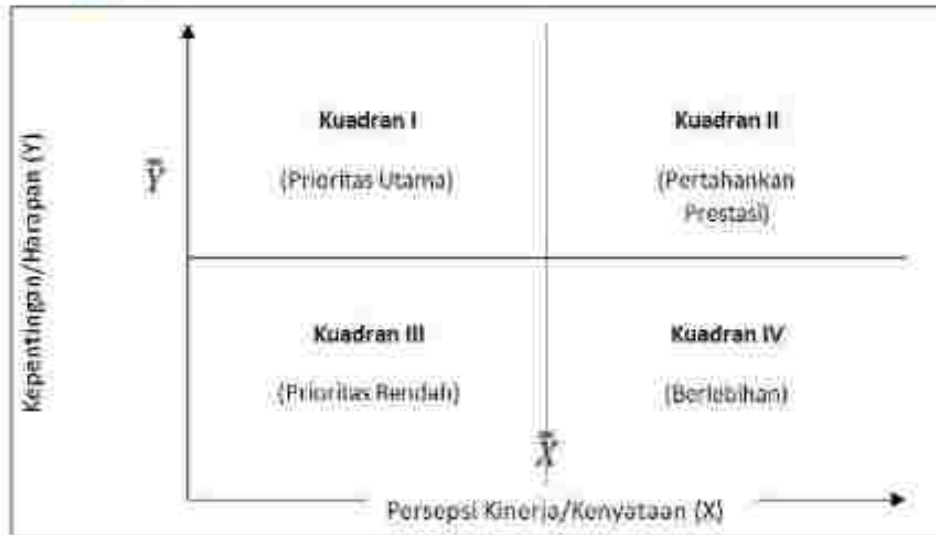 Kepentingan/Harapan (Y)
Kuadran I
(Prioritas Utama)
Kuadran II
(Pertahankan
Prestasi)
Kuadran III
(Prioritas Rendah)
Kuadran IV
(Berlebihan)
Persepsi Kinerja/Kenyataan (X)